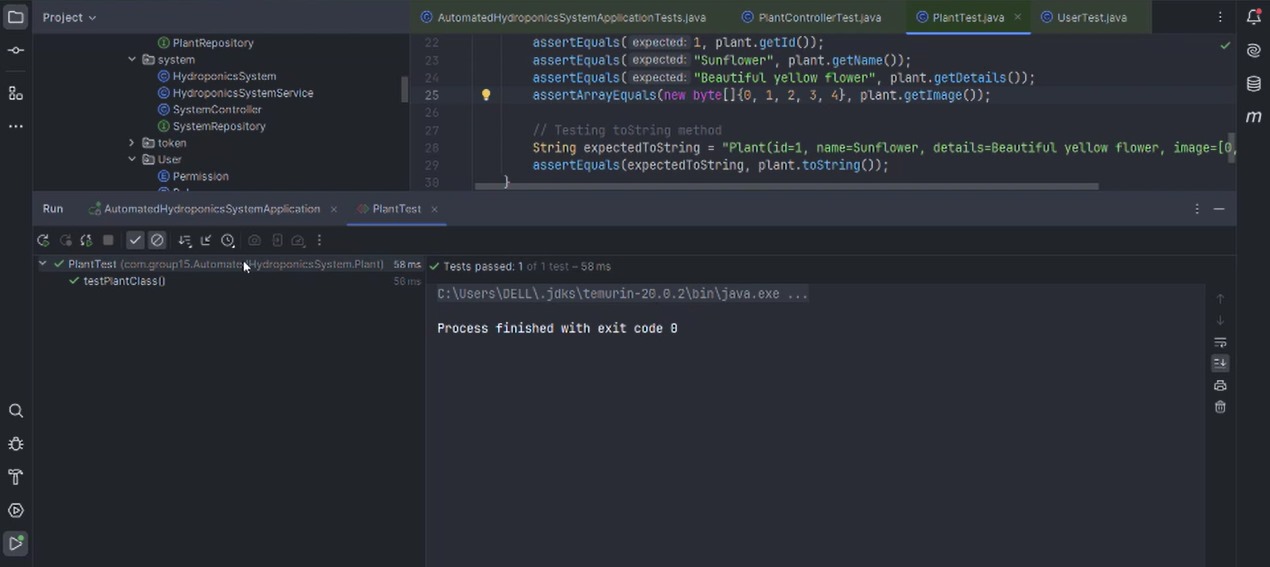 Project
AutomatedHydroponicsSystemApplicationTests.java
PlantControllerTest.java
PlantTest.java
UserTest.java
PlantRepository
system
HydroponicsSystem
HydroponicsSystemService
SystemController
SystemRepository
token
User
Permission
22 assertEquals( expected: 1, plant.getId());
23 assertEquals( expected: "Sunflower", plant.getName());
24 assertEquals( expected: "Beautiful yellow flower", plant.getDetails());
25 assertArrayEquals(new byte[]{0, 1, 2, 3, 4}, plant.getImage());
26
27 // Testing toString method
28 String expectedToString = "Plant(id=1, name=Sunflower, details=Beautiful yellow flower, image=[0,
29 assertEquals(expectedToString, plant.toString());
30 }
Run
AutomatedHydroponicsSystemApplication
PlantTest
PlantTest (com.group15.AutomatedHydroponicsSystem.Plant) 58 ms
testPlantClass() 58 ms
Tests passed: 1 of 1 test – 58 ms
C:\Users\DELL\.jdks\temurin-20.0.2\bin\java.exe ...
Process finished with exit code 0